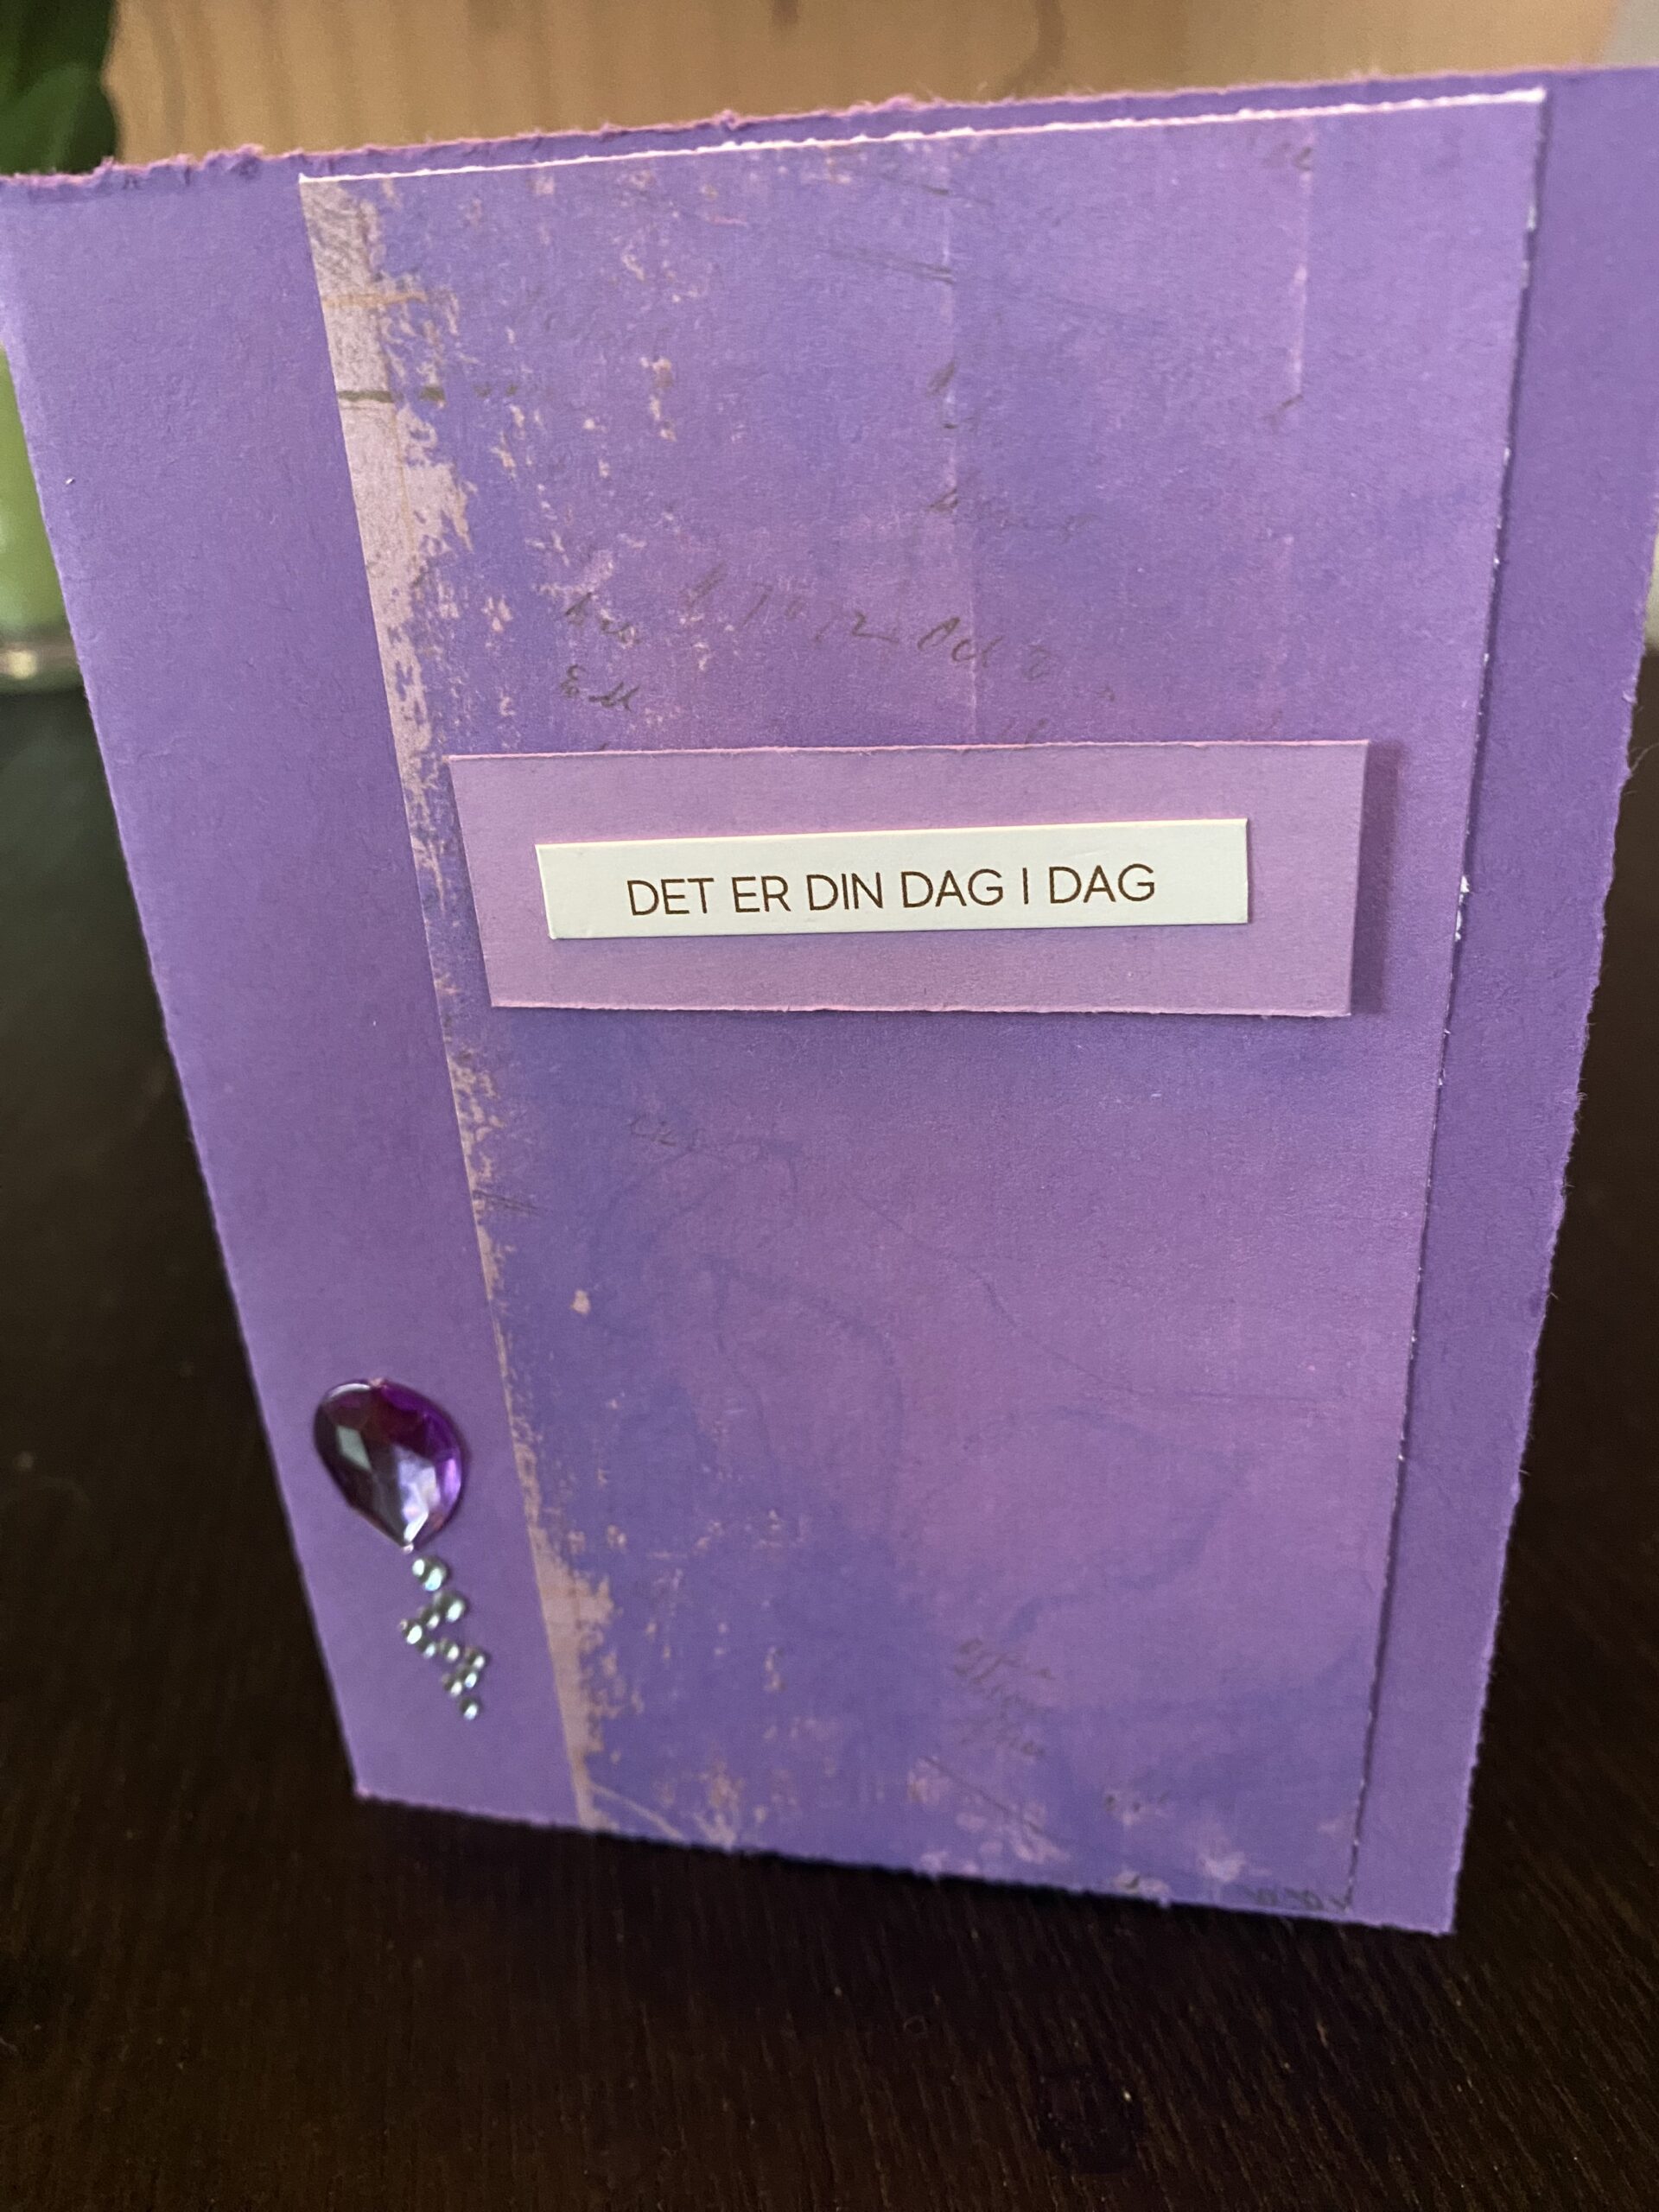 DET ER DIN DAG I DAG